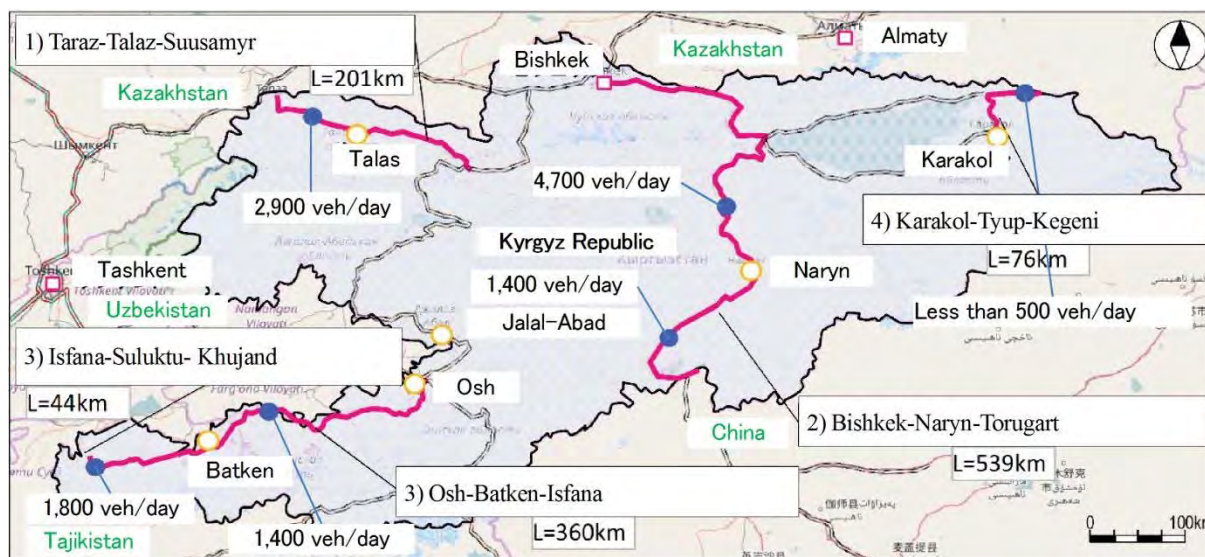 1) Taraz-Talaz-Suusamyr
L=201km
Kazakhstan
Kazakhstan
Almaty
Bishkek
Шымкент
Talas
2,900 veh/day
4,700 veh/day
Karakol
4) Karakol-Tyup-Kegeni
L=76km
Less than 500 veh/day
Kyrgyz Republic
Naryn
1,400 veh/day
Tashkent
Toshkent Vilovati
Uzbekistan
Jalal-Abad
3) Isfana-Suluktu- Khujand
L=44km
Osh
Batken
China
2) Bishkek-Naryn-Torugart
L=539km
3) Osh-Batken-Isfana
L=360km
1,800 veh/day
Tajikistan
1,400 veh/day
0 100km